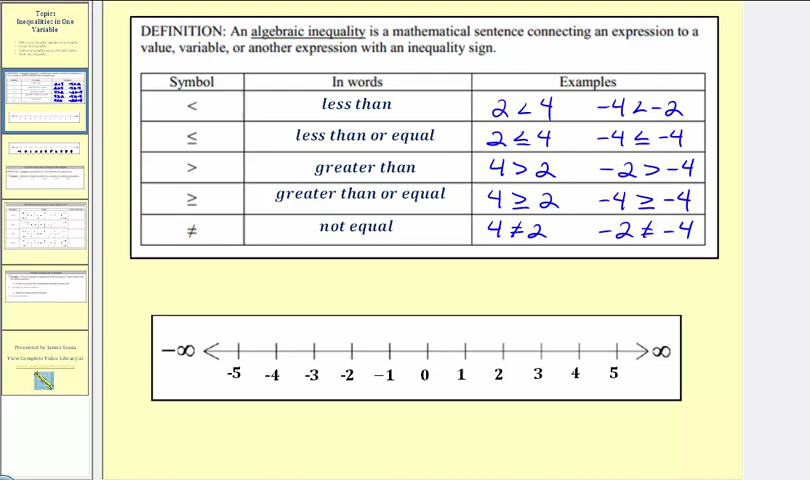 Topic:
Inequalities in One
Variable
DEFINITION: An algebraic inequality is a mathematical sentence connecting an expression to a
value, variable, or another expression with an inequality sign.
Symbol In words Examples
< less than 2 < 4 -4 < -2
≤ less than or equal 2 ≤ 4 -4 ≤ -4
> greater than 4 > 2 -2 > -4
≥ greater than or equal 4 ≥ 2 -4 ≥ -4
≠ not equal 4 ≠ 2 -2 ≠ -4
-∞ ∞
-5 -4 -3 -2 -1 0 1 2 3 4 5
Presented by James Sousa
View Complete Video Library at